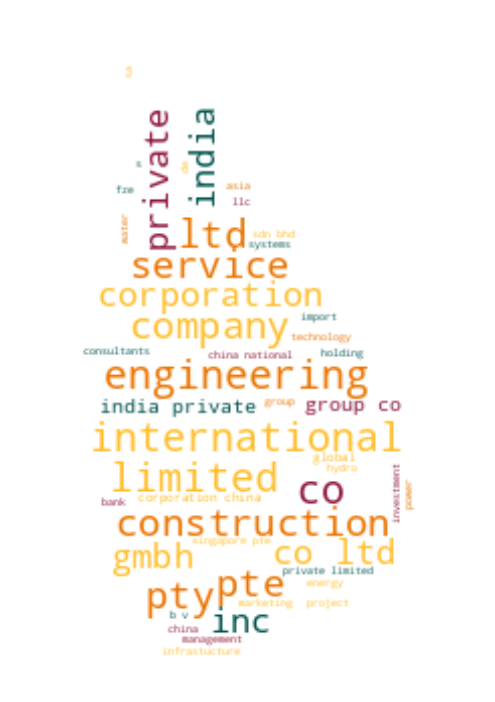 private
india
s
de
fze
asia
llc
water
ltd
sdn bhd
systems
service
corporation
import
company
technology
consultants
china national
holding
engineering
india private
group
group co
international
global
hydro
limited
co
investment
power
bank
corporation china
construction
singapore pte
gmbh
co ltd
private limited
pte
energy
pty
marketing
project
b v
inc
china
management
infrastucture